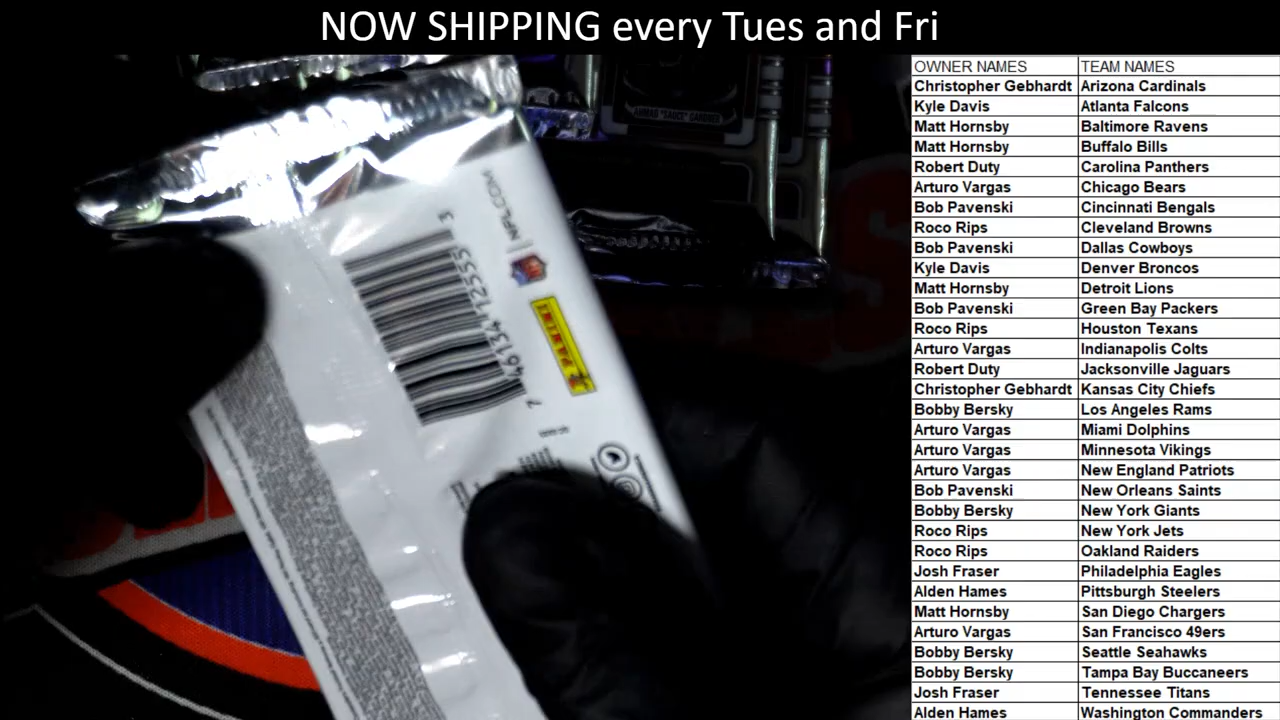 NOW SHIPPING every Tues and Fri
OWNER NAMES TEAM NAMES
Christopher Gebhardt Arizona Cardinals
Kyle Davis Atlanta Falcons
Matt Hornsby Baltimore Ravens
Matt Hornsby Buffalo Bills
Robert Duty Carolina Panthers
Arturo Vargas Chicago Bears
Bob Pavenski Cincinnati Bengals
Roco Rips Cleveland Browns
Bob Pavenski Dallas Cowboys
Kyle Davis Denver Broncos
Matt Hornsby Detroit Lions
Bob Pavenski Green Bay Packers
Roco Rips Houston Texans
Arturo Vargas Indianapolis Colts
Robert Duty Jacksonville Jaguars
Christopher Gebhardt Kansas City Chiefs
Bobby Bersky Los Angeles Rams
Arturo Vargas Miami Dolphins
Arturo Vargas Minnesota Vikings
Arturo Vargas New England Patriots
Bob Pavenski New Orleans Saints
Bobby Bersky New York Giants
Roco Rips New York Jets
Roco Rips Oakland Raiders
Josh Fraser Philadelphia Eagles
Alden Hames Pittsburgh Steelers
Matt Hornsby San Diego Chargers
Arturo Vargas San Francisco 49ers
Bobby Bersky Seattle Seahawks
Bobby Bersky Tampa Bay Buccaneers
Josh Fraser Tennessee Titans
Alden Hames Washington Commanders
NFL.COM
PANINI
7 46134 72555 3
AHMAD "SAUCE" GARDNER